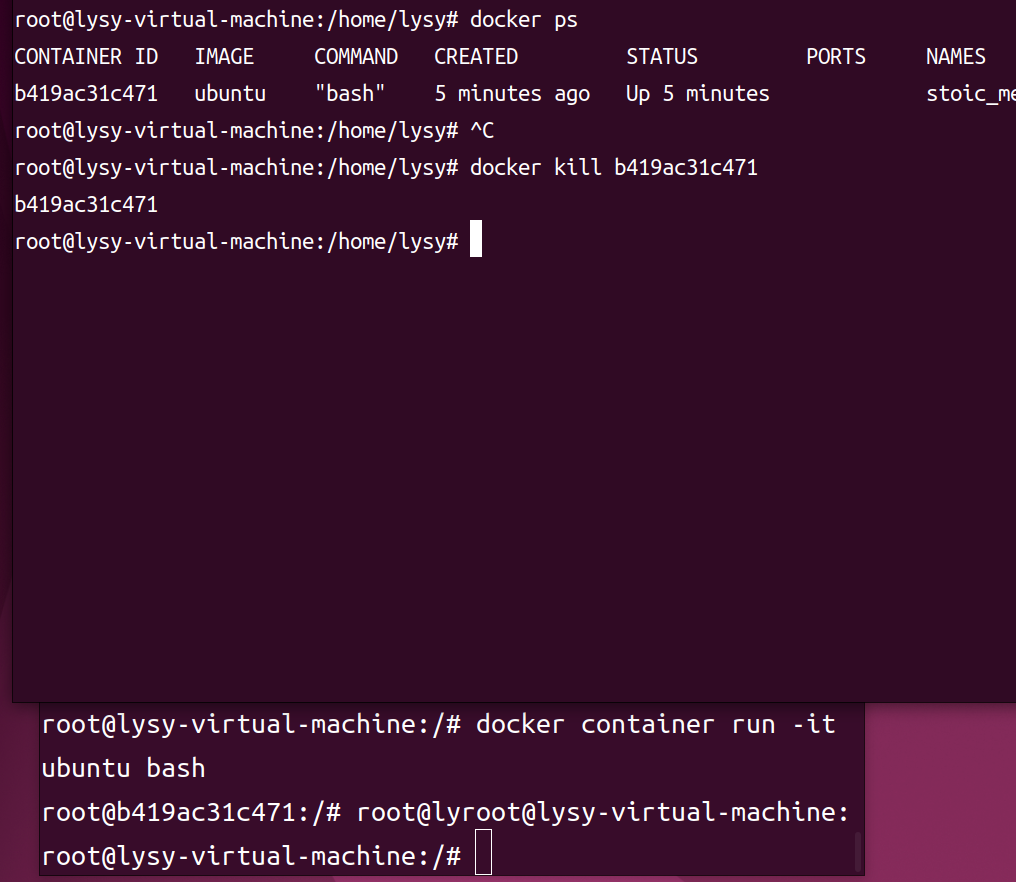 root@lysy-virtual-machine:/home/lysy# docker ps
CONTAINER ID   IMAGE     COMMAND   CREATED         STATUS         PORTS     NAMES
b419ac31c471   ubuntu    "bash"    5 minutes ago   Up 5 minutes             stoic_me
root@lysy-virtual-machine:/home/lysy# ^C
root@lysy-virtual-machine:/home/lysy# docker kill b419ac31c471
b419ac31c471
root@lysy-virtual-machine:/home/lysy#
root@lysy-virtual-machine:/# docker container run -it
ubuntu bash
root@b419ac31c471:/# root@lyroot@lysy-virtual-machine:
root@lysy-virtual-machine:/#